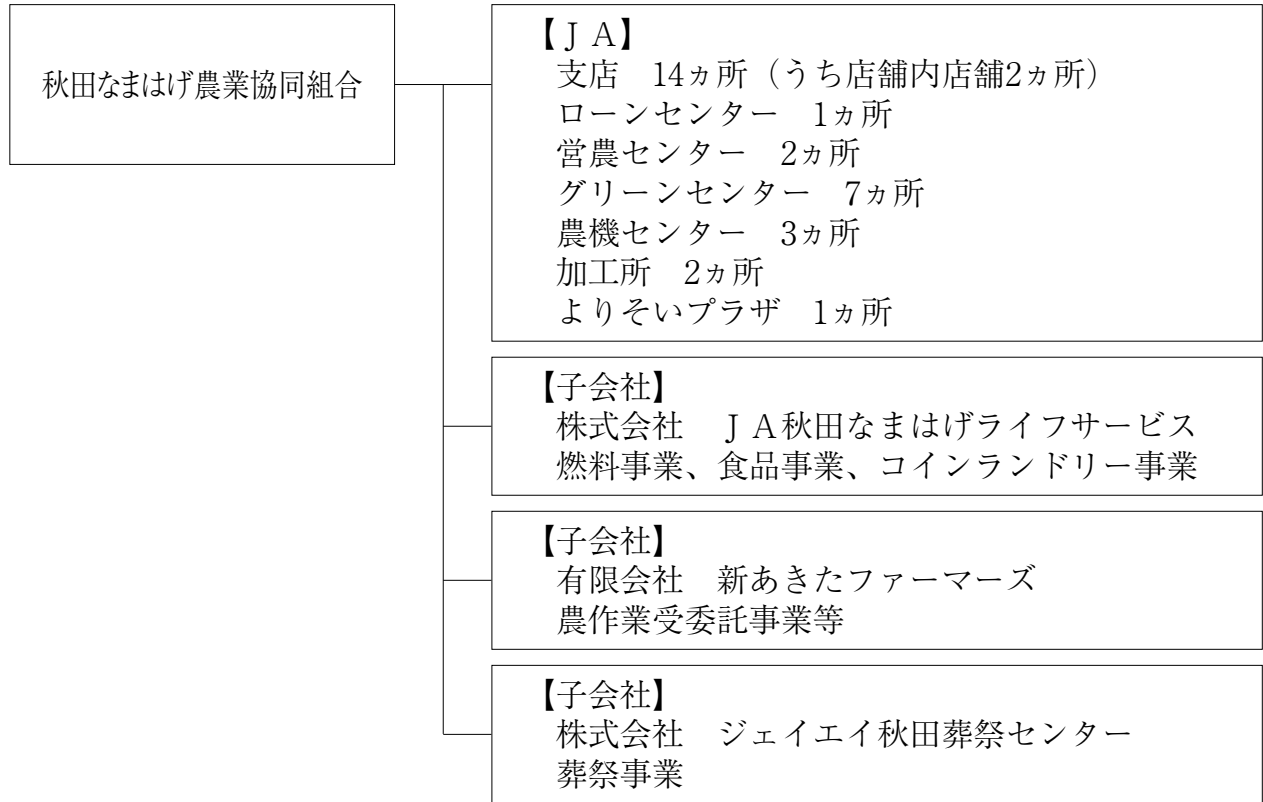 秋田なまはげ農業協同組合
【ＪＡ】
支店　14ヵ所（うち店舗内店舗2ヵ所）
ローンセンター　1ヵ所
営農センター　2ヵ所
グリーンセンター　7ヵ所
農機センター　3ヵ所
加工所　2ヵ所
よりそいプラザ　1ヵ所
【子会社】
株式会社　ＪＡ秋田なまはげライフサービス
燃料事業、食品事業、コインランドリー事業
【子会社】
有限会社　新あきたファーマーズ
農作業受委託事業等
【子会社】
株式会社　ジェイエイ秋田葬祭センター
葬祭事業